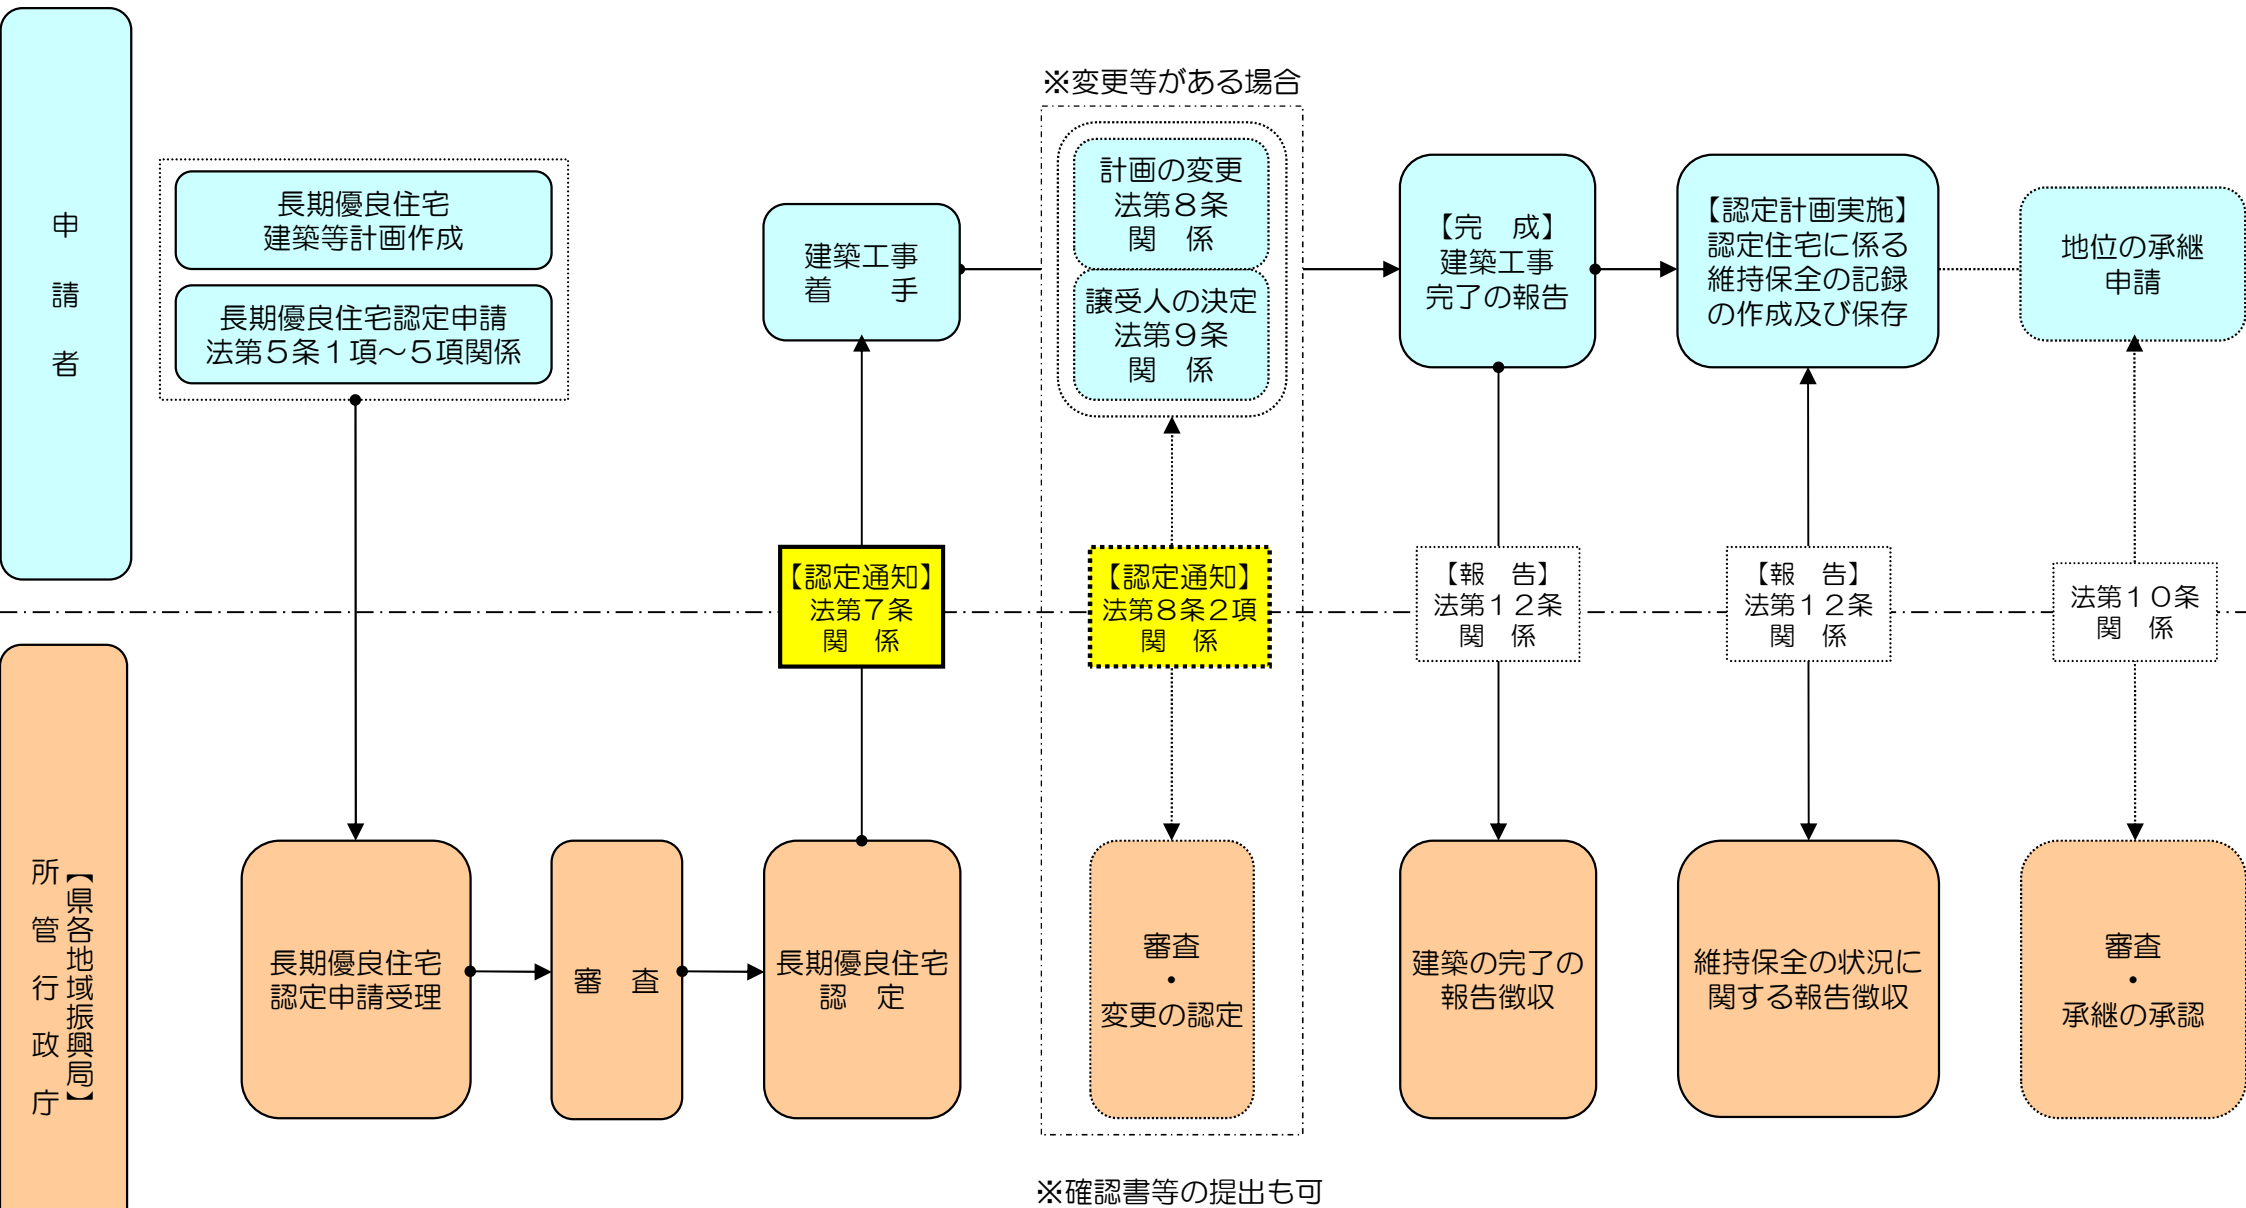 申請者
※変更等がある場合
長期優良住宅
建築等計画作成
長期優良住宅認定申請
法第５条１項～５項関係
建築工事
着　　手
計画の変更
法第８条
関　係
譲受人の決定
法第９条
関　係
【完　成】
建築工事
完了の報告
【認定計画実施】
認定住宅に係る
維持保全の記録
の作成及び保存
地位の承継
申請
【認定通知】
法第７条
関　係
【認定通知】
法第８条２項
関　係
【報　告】
法第１２条
関　係
【報　告】
法第１２条
関　係
法第１０条
関　係
所管行政庁
【県各地域振興局】
長期優良住宅
認定申請受理
審　査
長期優良住宅
認　定
審査
・
変更の認定
建築の完了の
報告徴収
維持保全の状況に
関する報告徴収
審査
・
承継の承認
※確認書等の提出も可